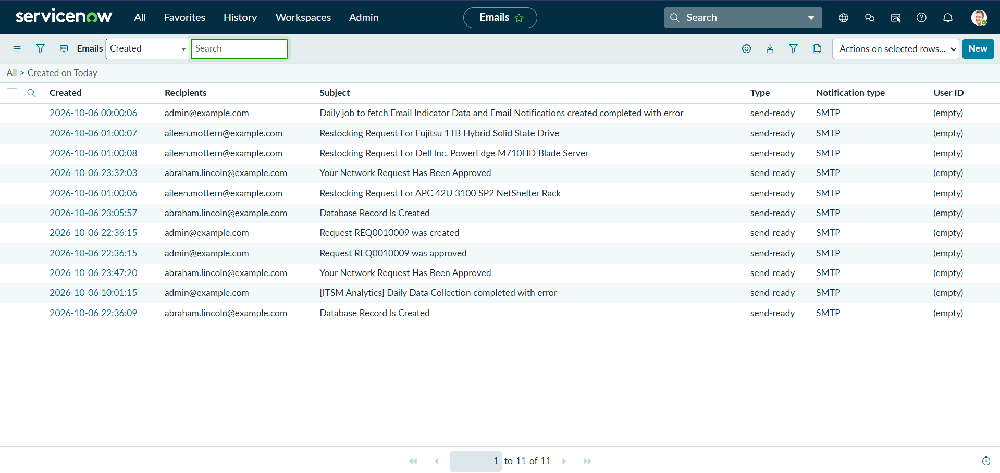 servicenow All Favorites History Workspaces Admin Emails Search
Emails Created Search Actions on selected rows... New
All > Created on Today
Created Recipients Subject Type Notification type User ID
2026-10-06 00:00:06 admin@example.com Daily job to fetch Email Indicator Data and Email Notifications created completed with error send-ready SMTP (empty)
2026-10-06 01:00:07 aileen.mottern@example.com Restocking Request For Fujitsu 1TB Hybrid Solid State Drive send-ready SMTP (empty)
2026-10-06 01:00:08 aileen.mottern@example.com Restocking Request For Dell Inc. PowerEdge M710HD Blade Server send-ready SMTP (empty)
2026-10-06 23:32:03 abraham.lincoln@example.com Your Network Request Has Been Approved send-ready SMTP (empty)
2026-10-06 01:00:06 aileen.mottern@example.com Restocking Request For APC 42U 3100 SP2 NetShelter Rack send-ready SMTP (empty)
2026-10-06 23:05:57 abraham.lincoln@example.com Database Record Is Created send-ready SMTP (empty)
2026-10-06 22:36:15 admin@example.com Request REQ0010009 was created send-ready SMTP (empty)
2026-10-06 22:36:15 admin@example.com Request REQ0010009 was approved send-ready SMTP (empty)
2026-10-06 23:47:20 abraham.lincoln@example.com Your Network Request Has Been Approved send-ready SMTP (empty)
2026-10-06 10:01:15 admin@example.com [ITSM Analytics] Daily Data Collection completed with error send-ready SMTP (empty)
2026-10-06 22:36:09 abraham.lincoln@example.com Database Record Is Created send-ready SMTP (empty)
1 to 11 of 11